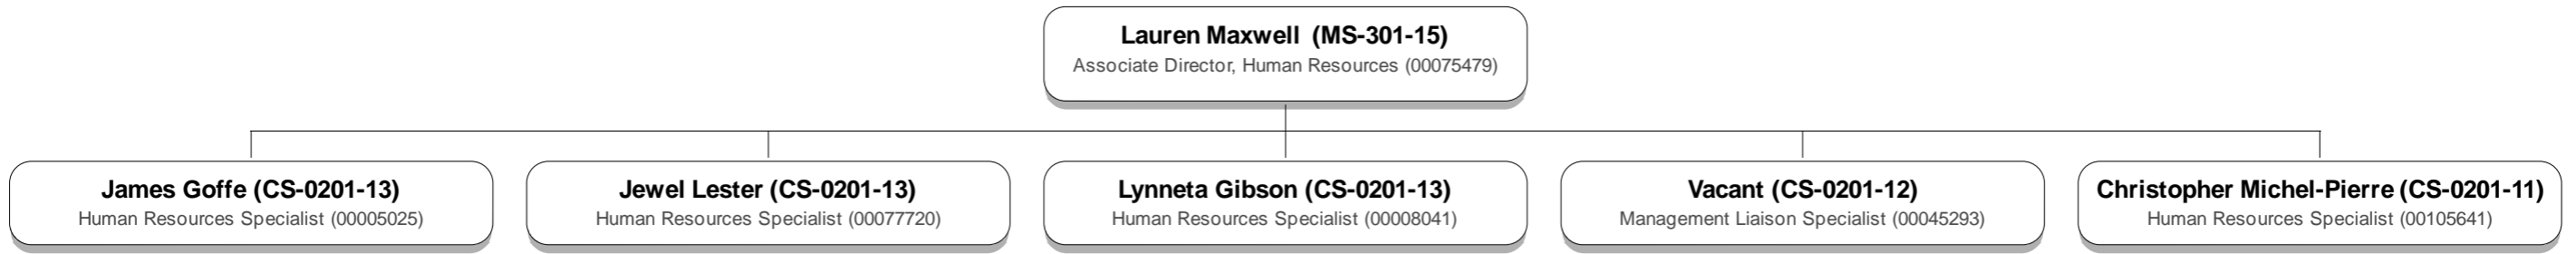 Lauren Maxwell  (MS-301-15)
Associate Director, Human Resources (00075479)
James Goffe (CS-0201-13)
Human Resources Specialist (00005025)
Jewel Lester (CS-0201-13)
Human Resources Specialist (00077720)
Lynneta Gibson (CS-0201-13)
Human Resources Specialist (00008041)
Vacant (CS-0201-12)
Management Liaison Specialist (00045293)
Christopher Michel-Pierre (CS-0201-11)
Human Resources Specialist (00105641)